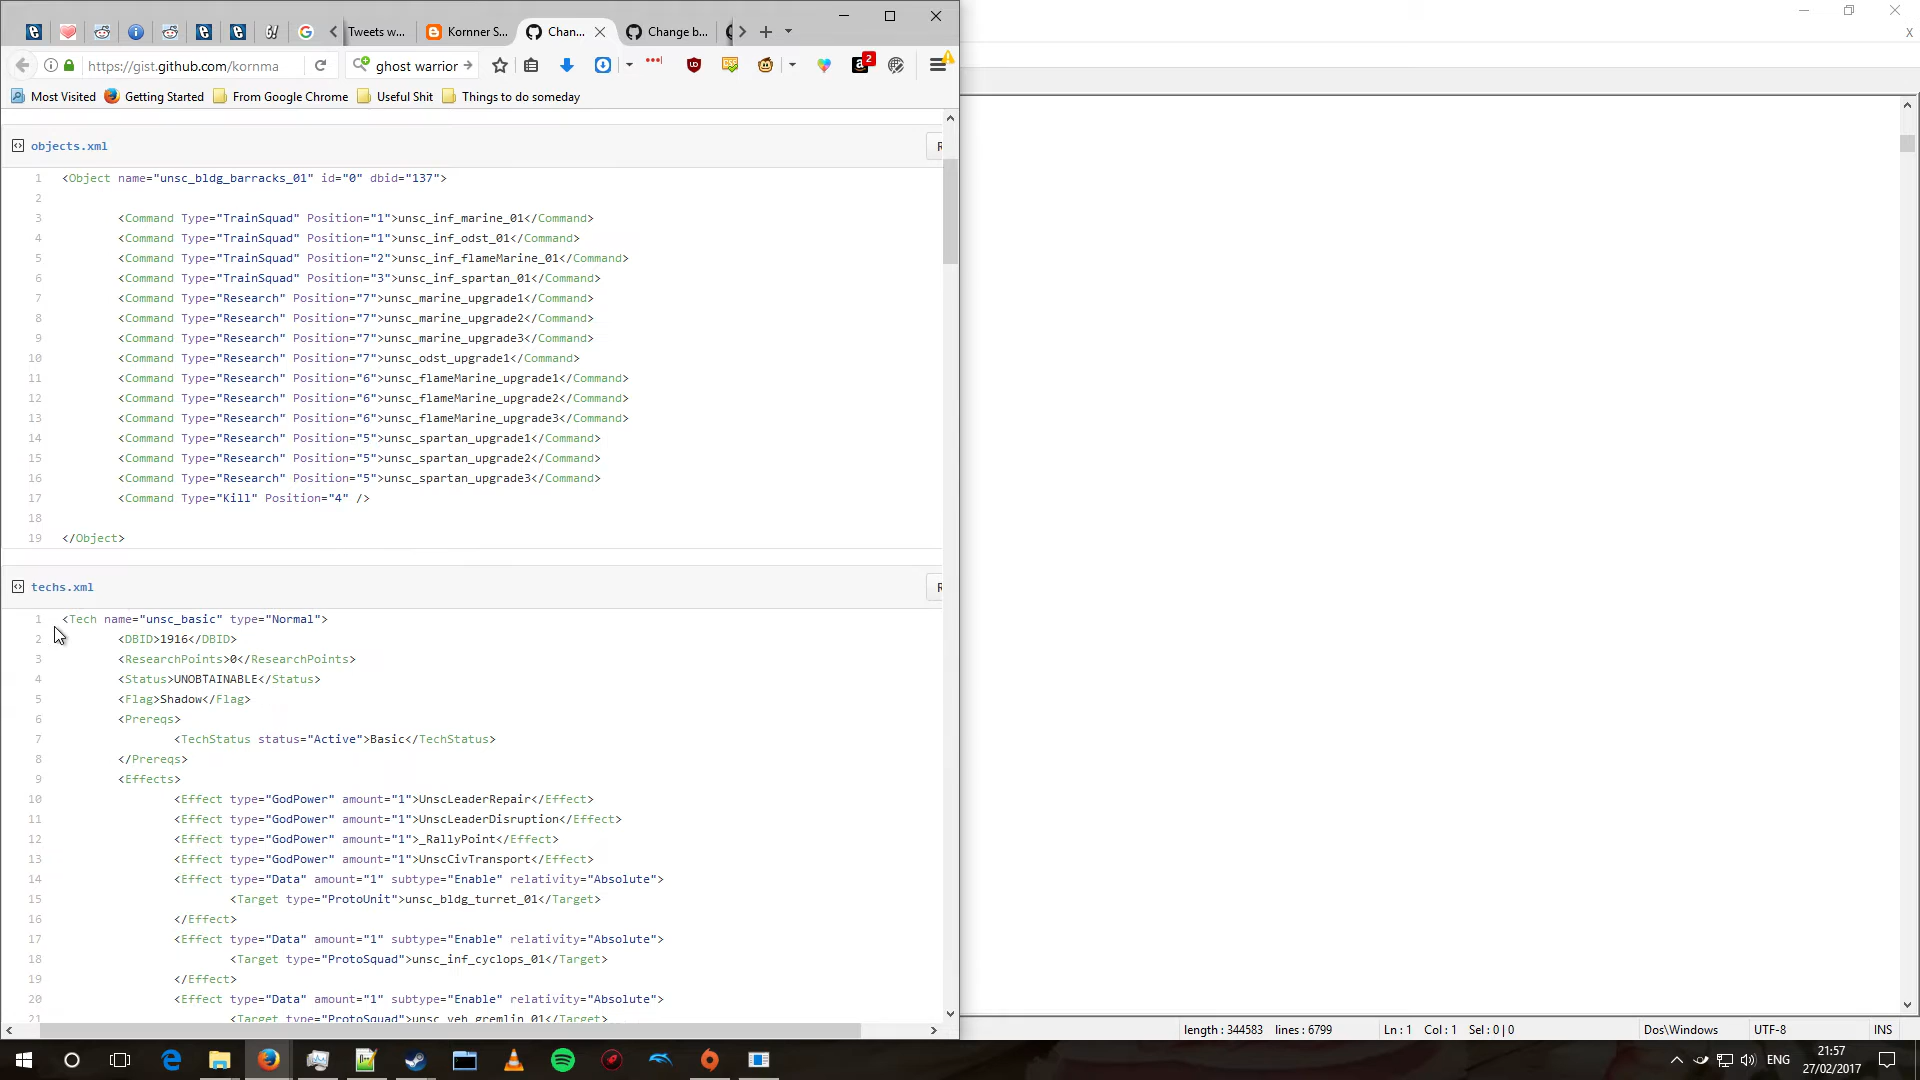 Tweets w...
Kornner S...
Chan...
Change b...
https://gist.github.com/kornma
ghost warrior
2
Most Visited
Getting Started
From Google Chrome
Useful Shit
Things to do someday
objects.xml
R
1 <Object name="unsc_bldg_barracks_01" id="0" dbid="137">
2
3 <Command Type="TrainSquad" Position="1">unsc_inf_marine_01</Command>
4 <Command Type="TrainSquad" Position="1">unsc_inf_odst_01</Command>
5 <Command Type="TrainSquad" Position="2">unsc_inf_flameMarine_01</Command>
6 <Command Type="TrainSquad" Position="3">unsc_inf_spartan_01</Command>
7 <Command Type="Research" Position="7">unsc_marine_upgrade1</Command>
8 <Command Type="Research" Position="7">unsc_marine_upgrade2</Command>
9 <Command Type="Research" Position="7">unsc_marine_upgrade3</Command>
10 <Command Type="Research" Position="7">unsc_odst_upgrade1</Command>
11 <Command Type="Research" Position="6">unsc_flameMarine_upgrade1</Command>
12 <Command Type="Research" Position="6">unsc_flameMarine_upgrade2</Command>
13 <Command Type="Research" Position="6">unsc_flameMarine_upgrade3</Command>
14 <Command Type="Research" Position="5">unsc_spartan_upgrade1</Command>
15 <Command Type="Research" Position="5">unsc_spartan_upgrade2</Command>
16 <Command Type="Research" Position="5">unsc_spartan_upgrade3</Command>
17 <Command Type="Kill" Position="4" />
18
19 </Object>
techs.xml
R
1 <Tech name="unsc_basic" type="Normal">
2 <DBID>1916</DBID>
3 <ResearchPoints>0</ResearchPoints>
4 <Status>UNOBTAINABLE</Status>
5 <Flag>Shadow</Flag>
6 <Prereqs>
7 <TechStatus status="Active">Basic</TechStatus>
8 </Prereqs>
9 <Effects>
10 <Effect type="GodPower" amount="1">UnscLeaderRepair</Effect>
11 <Effect type="GodPower" amount="1">UnscLeaderDisruption</Effect>
12 <Effect type="GodPower" amount="1">_RallyPoint</Effect>
13 <Effect type="GodPower" amount="1">UnscCivTransport</Effect>
14 <Effect type="Data" amount="1" subtype="Enable" relativity="Absolute">
15 <Target type="ProtoUnit">unsc_bldg_turret_01</Target>
16 </Effect>
17 <Effect type="Data" amount="1" subtype="Enable" relativity="Absolute">
18 <Target type="ProtoSquad">unsc_inf_cyclops_01</Target>
19 </Effect>
20 <Effect type="Data" amount="1" subtype="Enable" relativity="Absolute">
21 <Target type="ProtoSquad">unsc_veh_gremlin_01</Target>
length : 344583 lines : 6799
Ln : 1 Col : 1 Sel : 0 | 0
Dos\Windows
UTF-8
INS
ENG
21:57
27/02/2017